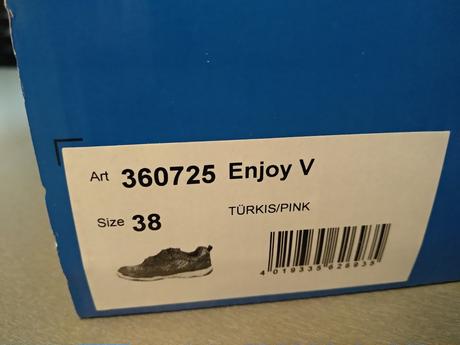 Art 360725 Enjoy V
Size 38
TÜRKIS/PINK
4 019335 626935